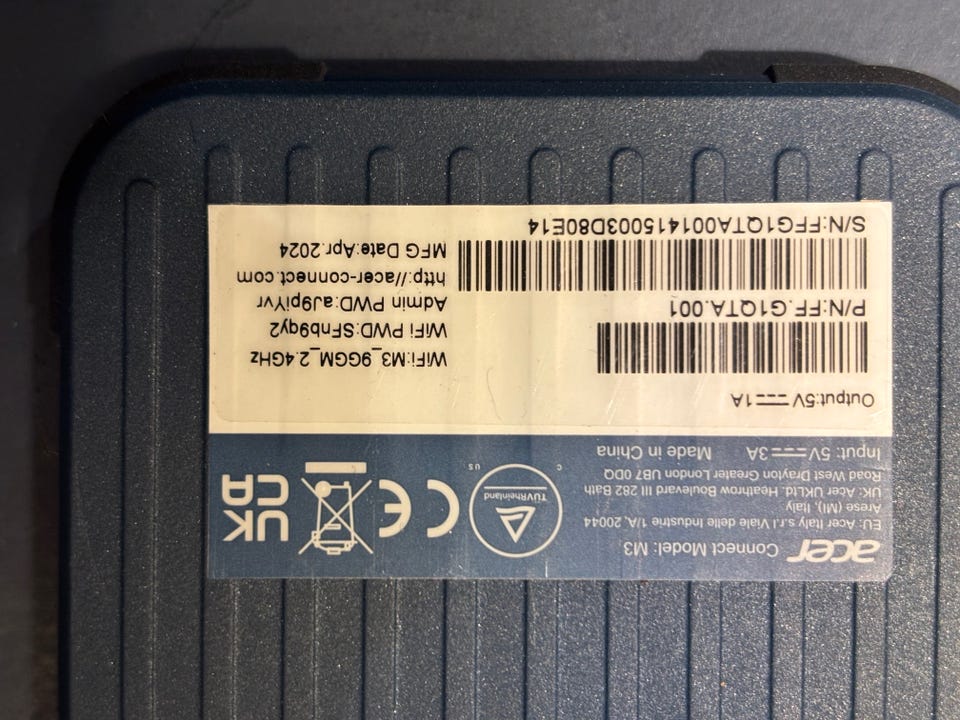 acer Connect Model: M3
EU: Acer Italy s.r.l Viale delle Industrie 1/A, 20044
Arese (MI), Italy
UK: Acer UKLtd. Heathrow Boulevard III 282 Bath
Road West Drayton Greater London UB7 0DQ
Input: 5V 3A Made in China
TÜVRheinland
C US
CE
UK
CA
Output:5V 1A
P/N:FF.G1QTA.001
S/N:FFG1QTA001415003D80E14
WiFi:M3_9GGM_2.4GHz
WiFi PWD:SFnb9qy2
Admin PWD:aJ9piYvr
http://acer-connect.com
MFG Date:Apr.2024